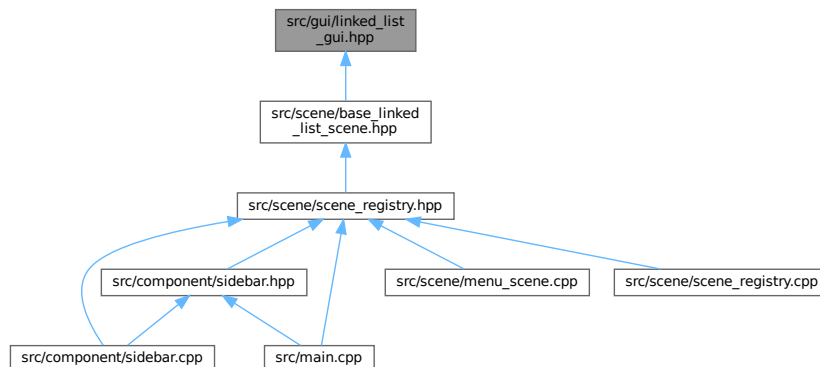 src/gui/linked_list
_gui.hpp
src/scene/base_linked
_list_scene.hpp
src/scene/scene_registry.hpp
src/component/sidebar.hpp
src/scene/menu_scene.cpp
src/scene/scene_registry.cpp
src/component/sidebar.cpp
src/main.cpp